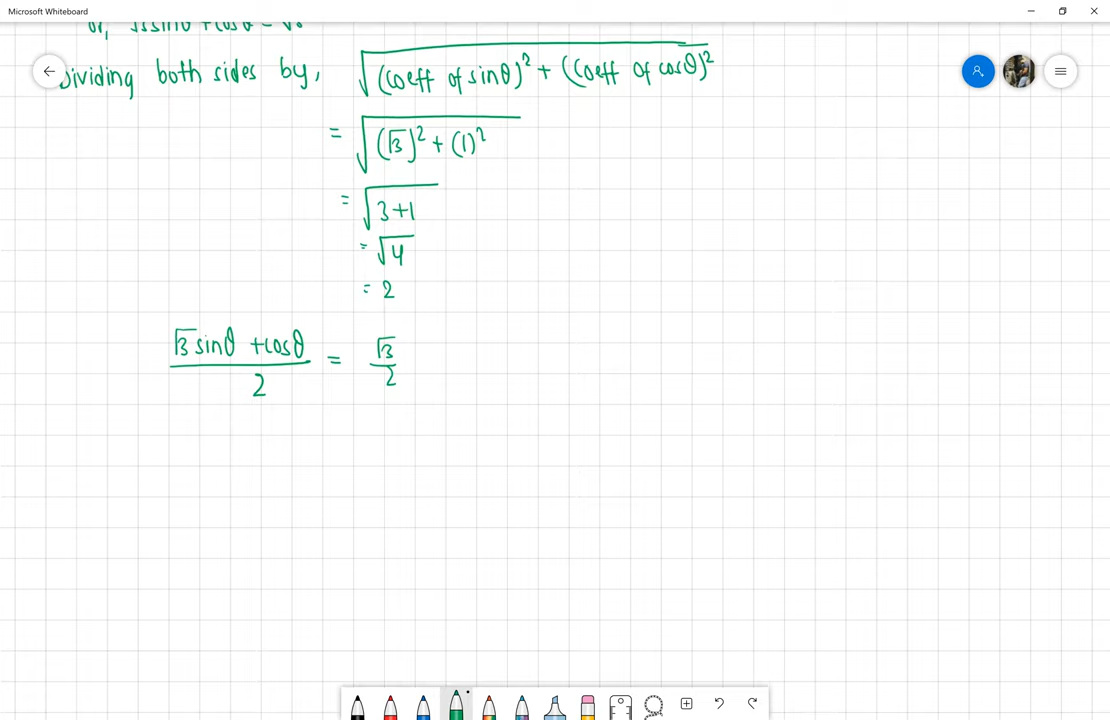 Microsoft Whiteboard
Dividing both sides by, √(coeff of sinθ)² + (coeff of cosθ)²
= √(√3)² + (1)²
= √3+1
= √4
= 2
√3 sinθ + cosθ / 2 = √3 / 2